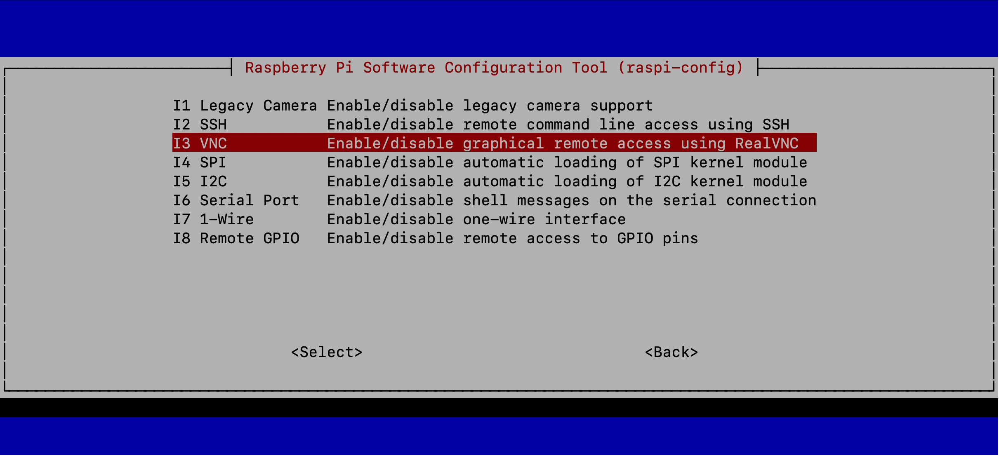 Raspberry Pi Software Configuration Tool (raspi-config)
I1 Legacy Camera Enable/disable legacy camera support
I2 SSH Enable/disable remote command line access using SSH
I3 VNC Enable/disable graphical remote access using RealVNC
I4 SPI Enable/disable automatic loading of SPI kernel module
I5 I2C Enable/disable automatic loading of I2C kernel module
I6 Serial Port Enable/disable shell messages on the serial connection
I7 1-Wire Enable/disable one-wire interface
I8 Remote GPIO Enable/disable remote access to GPIO pins
<Select> <Back>